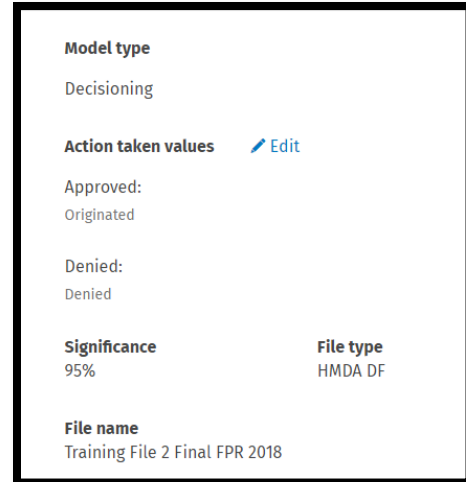 Model type
Decisioning
Action taken values Edit
Approved:
Originated
Denied:
Denied
Significance File type
95% HMDA DF
File name
Training File 2 Final FPR 2018